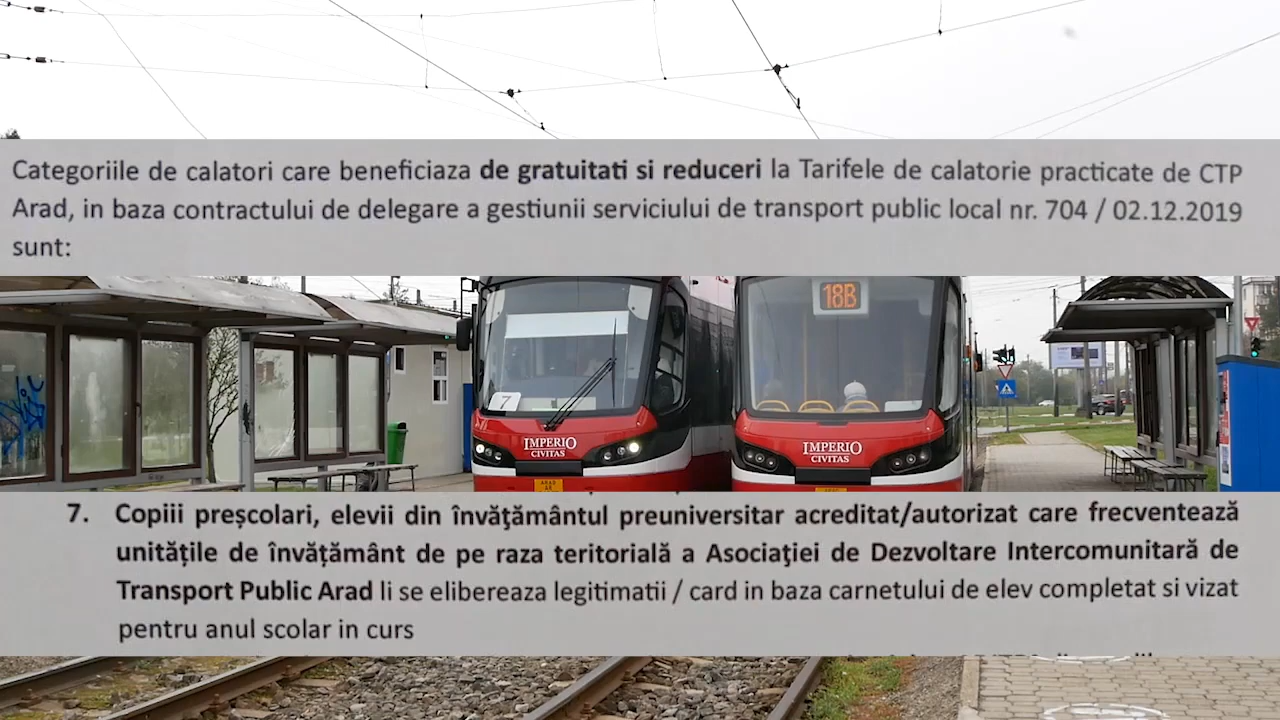 Categoriile de calatori care beneficiaza de gratuitati si reduceri la Tarifele de calatorie practicate de CTP
Arad, in baza contractului de delegare a gestiunii serviciului de transport public local nr. 704 / 02.12.2019
sunt:
18B
7
IMPERIO
CIVITAS
IMPERIO
CIVITAS
7. Copiii preșcolari, elevii din învăţământul preuniversitar acreditat/autorizat care frecventează
unitățile de învățământ de pe raza teritorială a Asociaţiei de Dezvoltare Intercomunitară de
Transport Public Arad li se elibereaza legitimatii / card in baza carnetului de elev completat si vizat
pentru anul scolar in curs